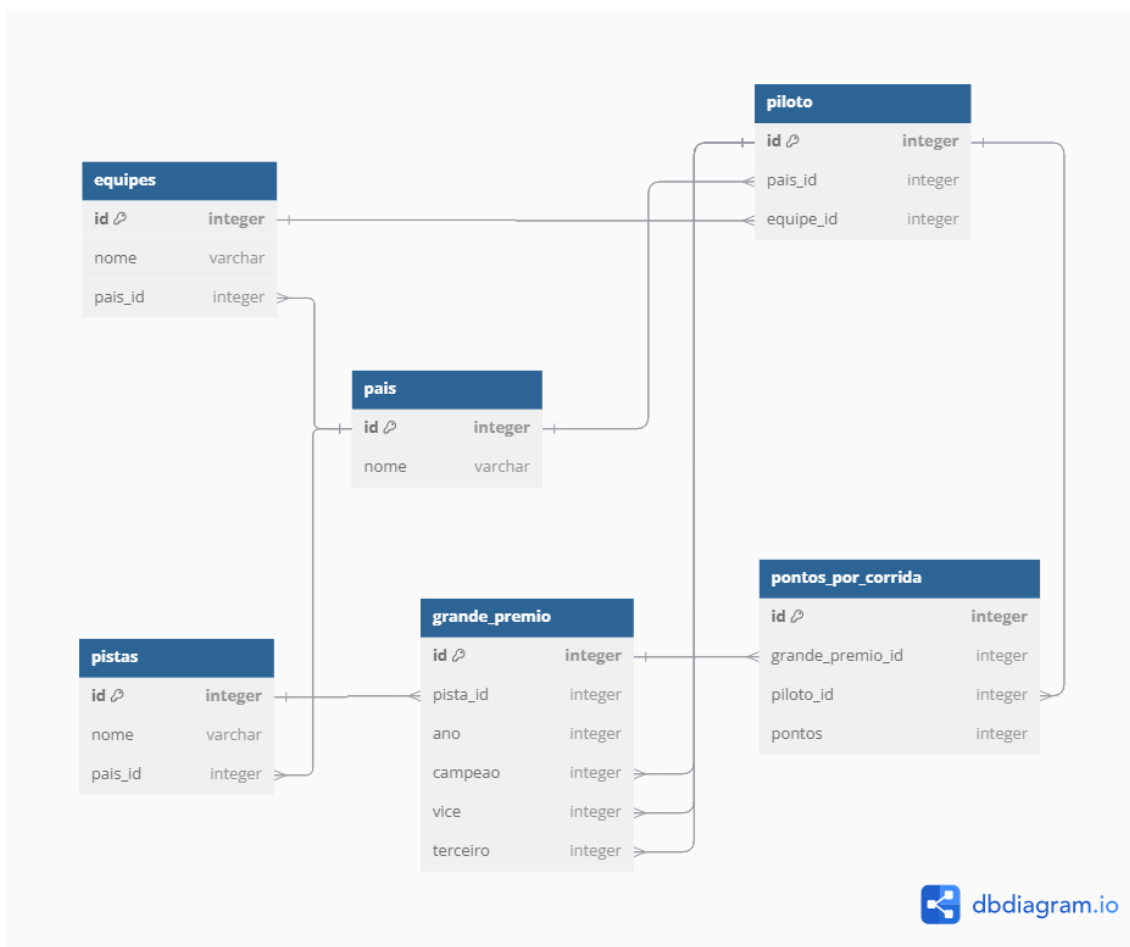 piloto
id integer
pais_id integer
equipe_id integer
equipes
id integer
nome varchar
pais_id integer
pais
id integer
nome varchar
pontos_por_corrida
id integer
grande_premio_id integer
piloto_id integer
pontos integer
grande_premio
id integer
pista_id integer
ano integer
campeao integer
vice integer
terceiro integer
pistas
id integer
nome varchar
pais_id integer
dbdiagram.io